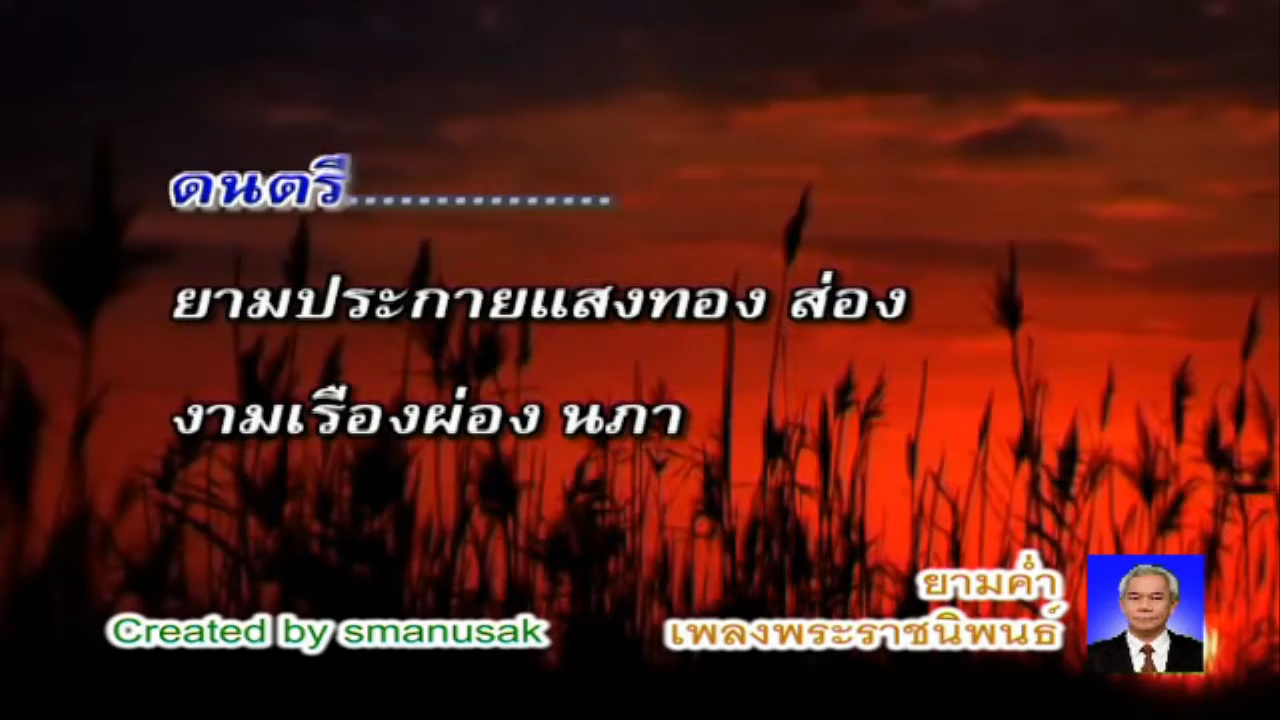 ดนตรี.................
ยามประกายแสงทอง ส่อง
งามเรืองผ่อง นภา
ยามค่ำ
Created by smanusak
เพลงพระราชนิพนธ์